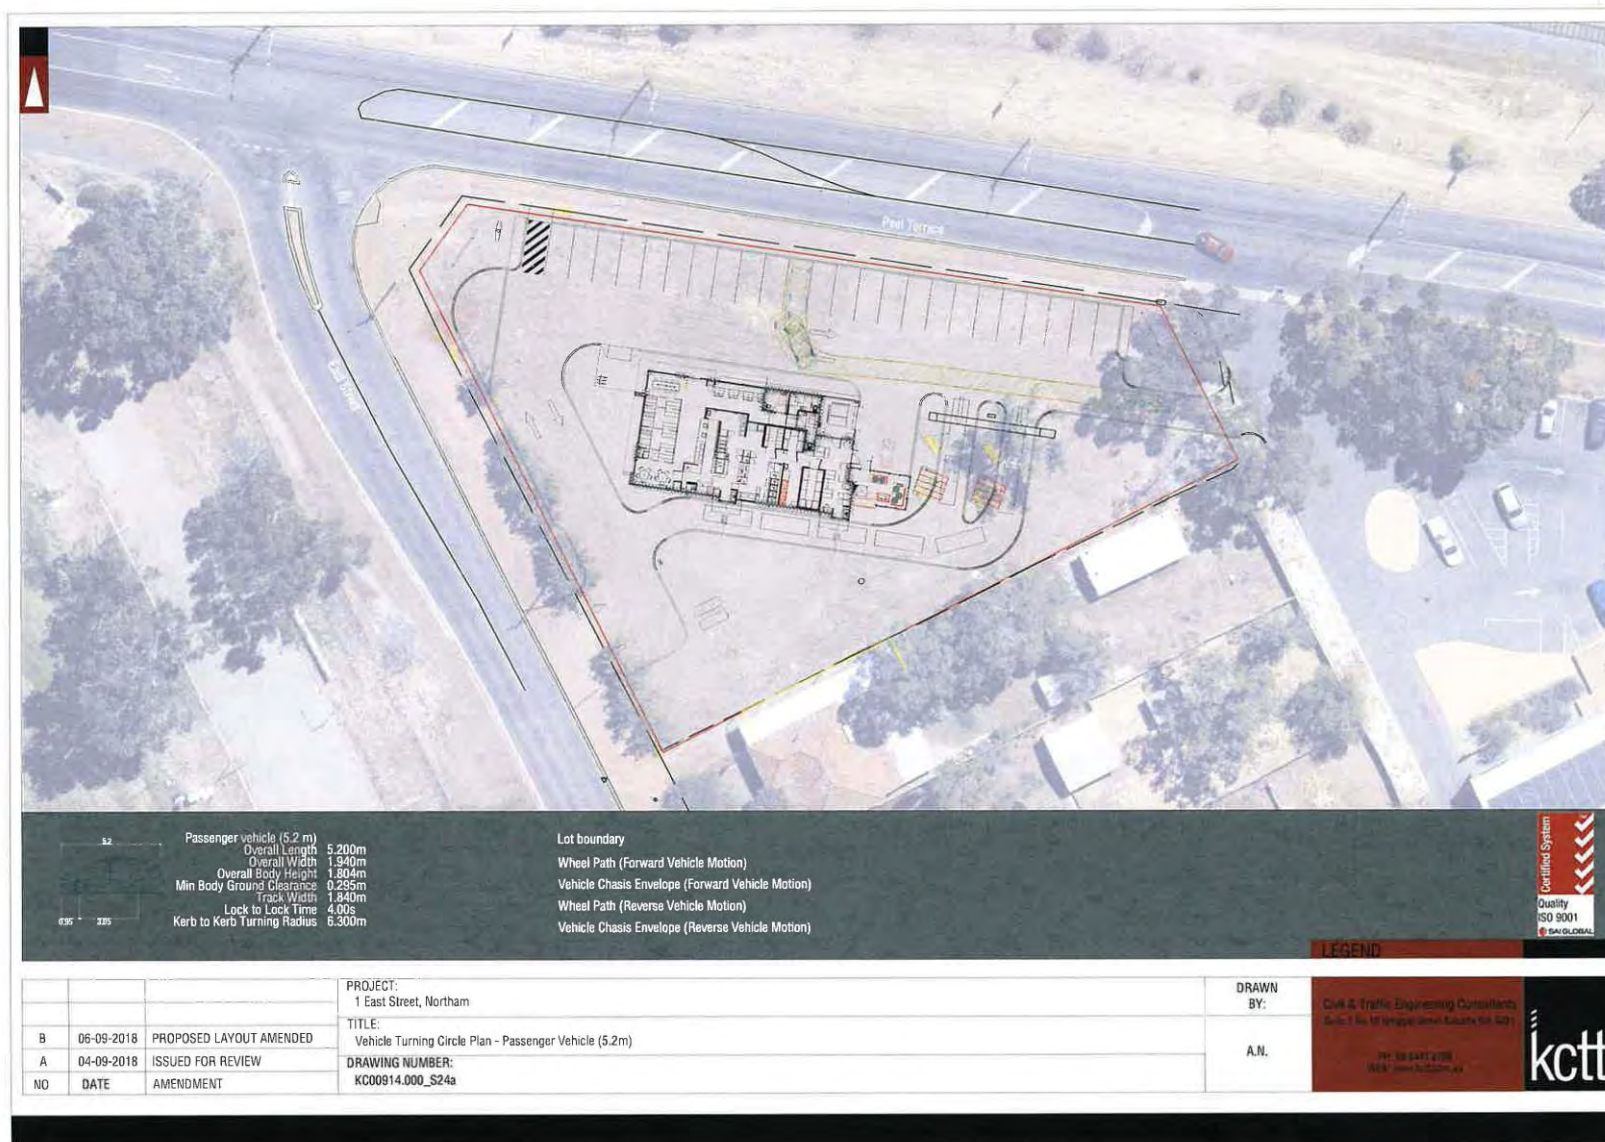 Peel Terrace
East Street
5.2
0.95 3.05
Passenger vehicle (5.2 m)
Overall Length 5.200m
Overall Width 1.940m
Overall Body Height 1.804m
Min Body Ground Clearance 0.295m
Track Width 1.840m
Lock to Lock Time 4.00s
Kerb to Kerb Turning Radius 6.300m
Lot boundary
Wheel Path (Forward Vehicle Motion)
Vehicle Chasis Envelope (Forward Vehicle Motion)
Wheel Path (Reverse Vehicle Motion)
Vehicle Chasis Envelope (Reverse Vehicle Motion)
Certified System
Quality
ISO 9001
SAI GLOBAL
LEGEND
B 06-09-2018 PROPOSED LAYOUT AMENDED
A 04-09-2018 ISSUED FOR REVIEW
NO DATE AMENDMENT
PROJECT:
1 East Street, Northam
TITLE:
Vehicle Turning Circle Plan - Passenger Vehicle (5.2m)
DRAWING NUMBER:
KC00914.000_S24a
DRAWN
BY:
A.N.
Civil & Traffic Engineering Consultants
kctt